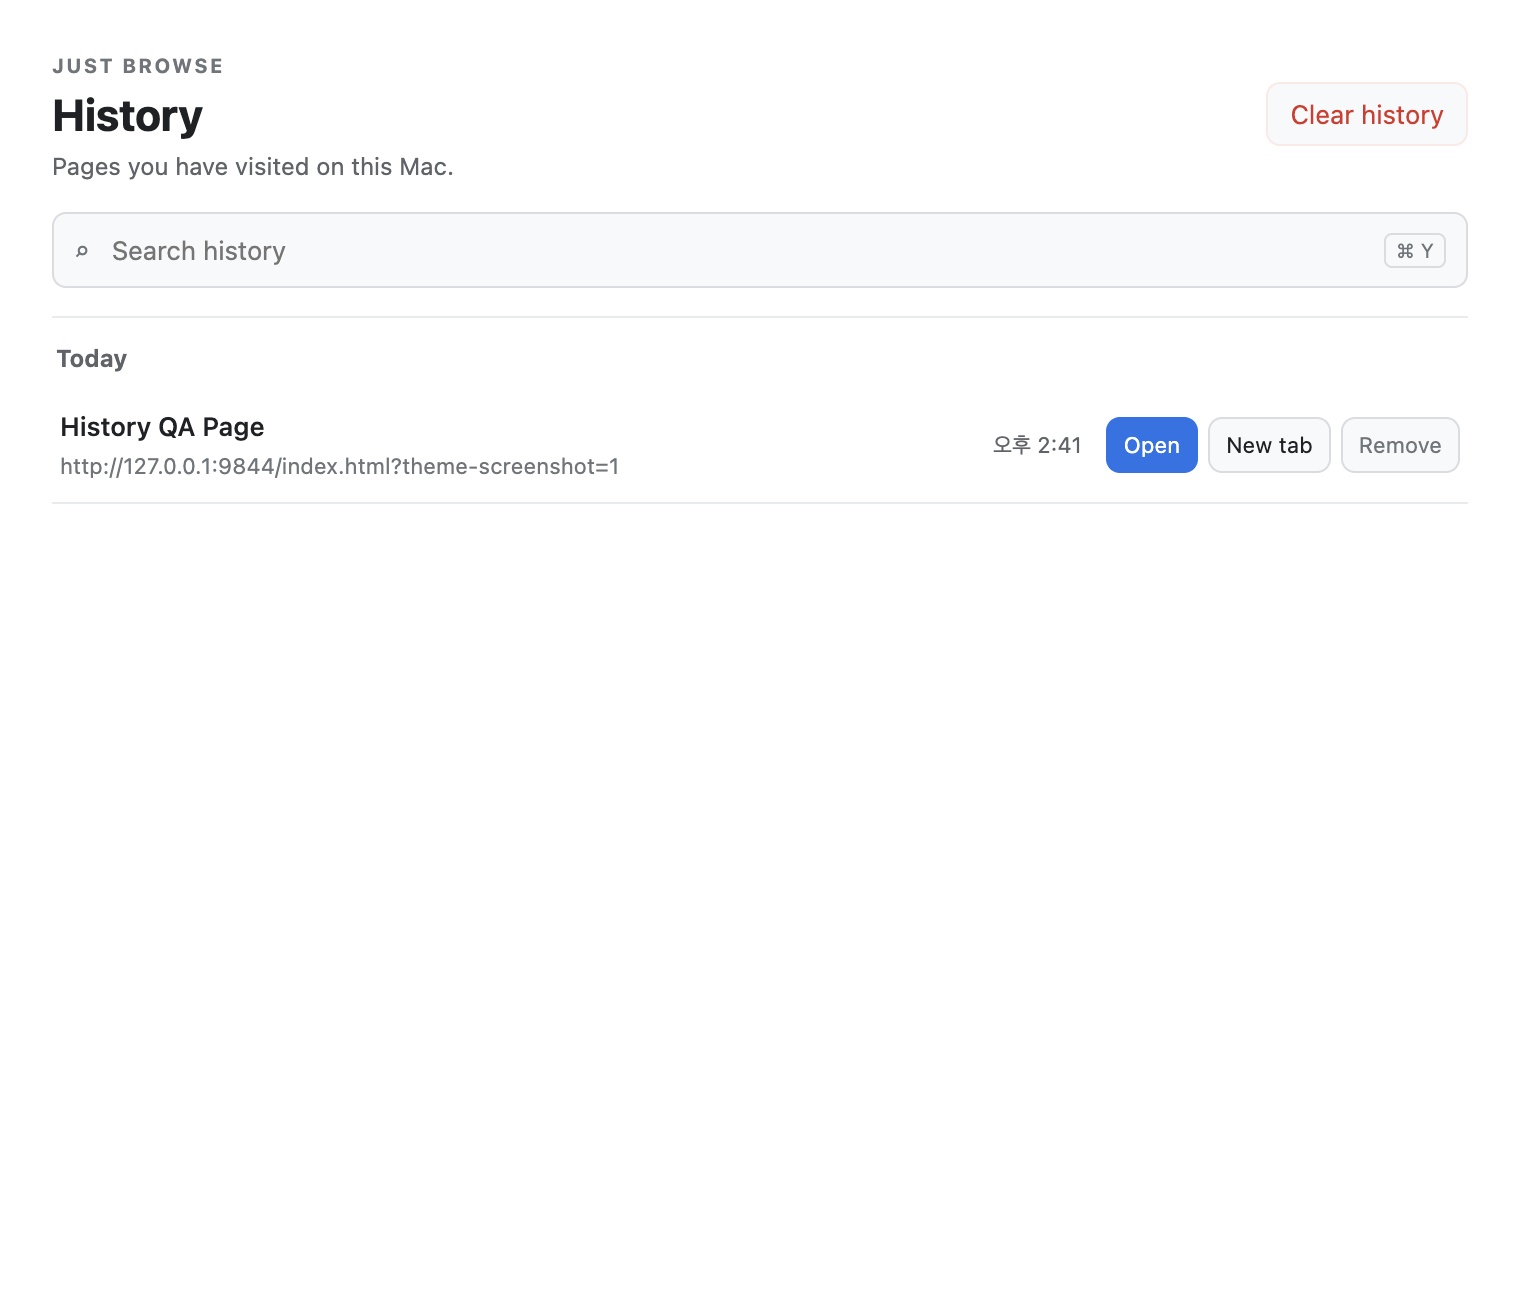 JUST BROWSE
History
Clear history
Pages you have visited on this Mac.
Search history
⌘ Y
Today
History QA Page
http://127.0.0.1:9844/index.html?theme-screenshot=1
오후 2:41
Open
New tab
Remove